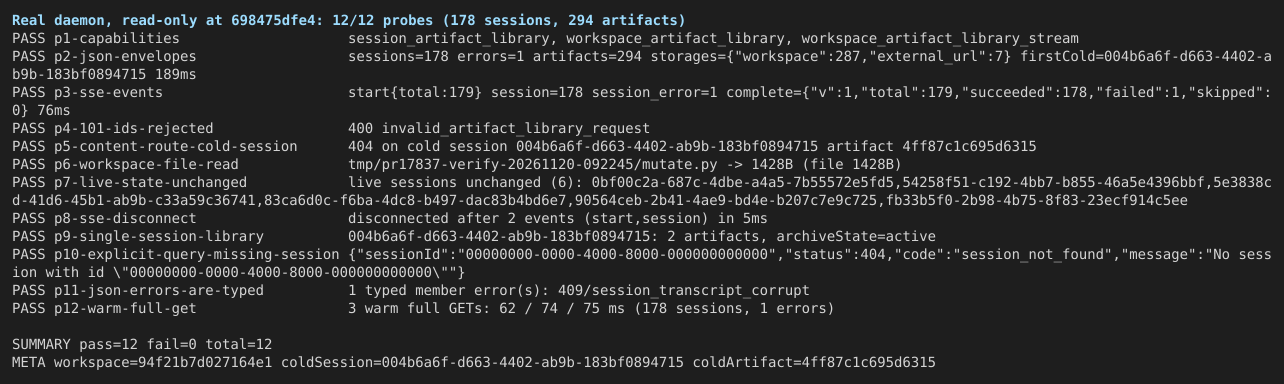 Real daemon, read-only at 698475dfe4: 12/12 probes (178 sessions, 294 artifacts)
PASS p1-capabilities session_artifact_library, workspace_artifact_library, workspace_artifact_library_stream
PASS p2-json-envelopes sessions=178 errors=1 artifacts=294 storages={"workspace":287,"external_url":7} firstCold=004b6a6f-d663-4402-a
b9b-183bf0894715 189ms
PASS p3-sse-events start{total:179} session=178 session_error=1 complete={"v":1,"total":179,"succeeded":178,"failed":1,"skipped":
0} 76ms
PASS p4-101-ids-rejected 400 invalid_artifact_library_request
PASS p5-content-route-cold-session 404 on cold session 004b6a6f-d663-4402-ab9b-183bf0894715 artifact 4ff87c1c695d6315
PASS p6-workspace-file-read tmp/pr17837-verify-20261120-092245/mutate.py -> 1428B (file 1428B)
PASS p7-live-state-unchanged live sessions unchanged (6): 0bf00c2a-687c-4dbe-a4a5-7b55572e5fd5,54258f51-c192-4bb7-b855-46a5e4396bbf,5e3838c
d-41d6-45b1-ab9b-c33a59c36741,83ca6d0c-f6ba-4dc8-b497-dac83b4bd6e7,90564ceb-2b41-4ae9-bd4e-b207c7e9c725,fb33b5f0-2b98-4b75-8f83-23ecf914c5ee
PASS p8-sse-disconnect disconnected after 2 events (start,session) in 5ms
PASS p9-single-session-library 004b6a6f-d663-4402-ab9b-183bf0894715: 2 artifacts, archiveState=active
PASS p10-explicit-query-missing-session {"sessionId":"00000000-0000-4000-8000-000000000000","status":404,"code":"session_not_found","message":"No sess
ion with id \"00000000-0000-4000-8000-000000000000\""}
PASS p11-json-errors-are-typed 1 typed member error(s): 409/session_transcript_corrupt
PASS p12-warm-full-get 3 warm full GETs: 62 / 74 / 75 ms (178 sessions, 1 errors)
SUMMARY pass=12 fail=0 total=12
META workspace=94f21b7d027164e1 coldSession=004b6a6f-d663-4402-ab9b-183bf0894715 coldArtifact=4ff87c1c695d6315